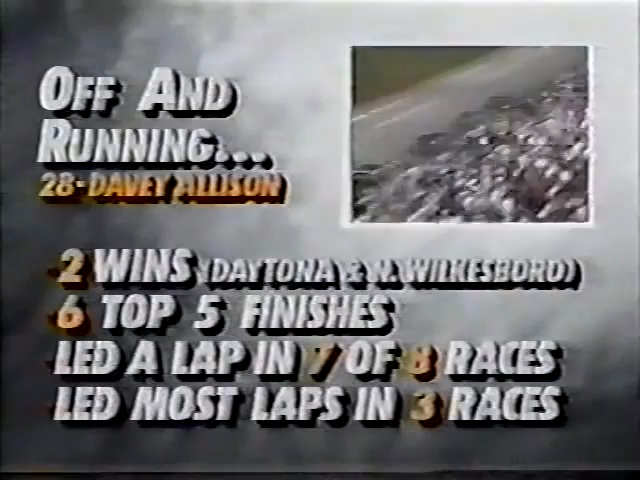 OFF AND
RUNNING...
28-DAVEY ALLISON
2 WINS (DAYTONA & N. WILKESBORO)
6 TOP 5 FINISHES
LED A LAP IN 7 OF 8 RACES
LED MOST LAPS IN 3 RACES